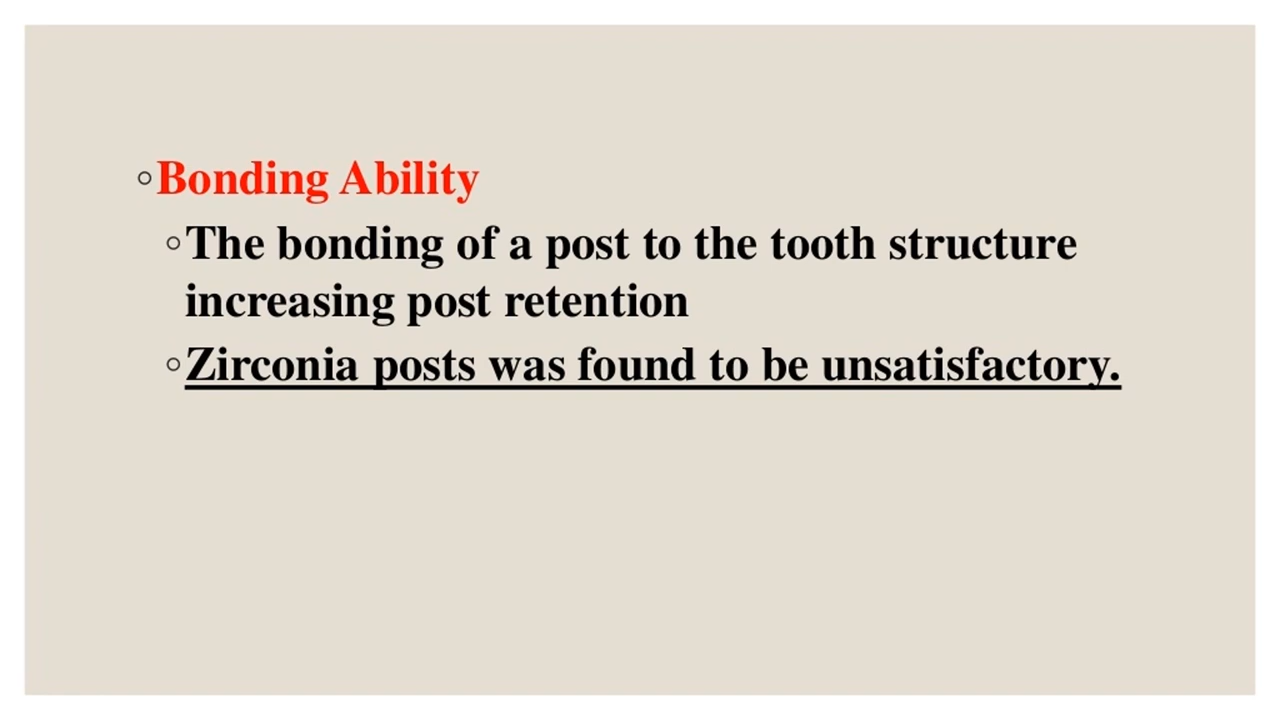 ◦Bonding Ability
◦The bonding of a post to the tooth structure
increasing post retention
◦Zirconia posts was found to be unsatisfactory.